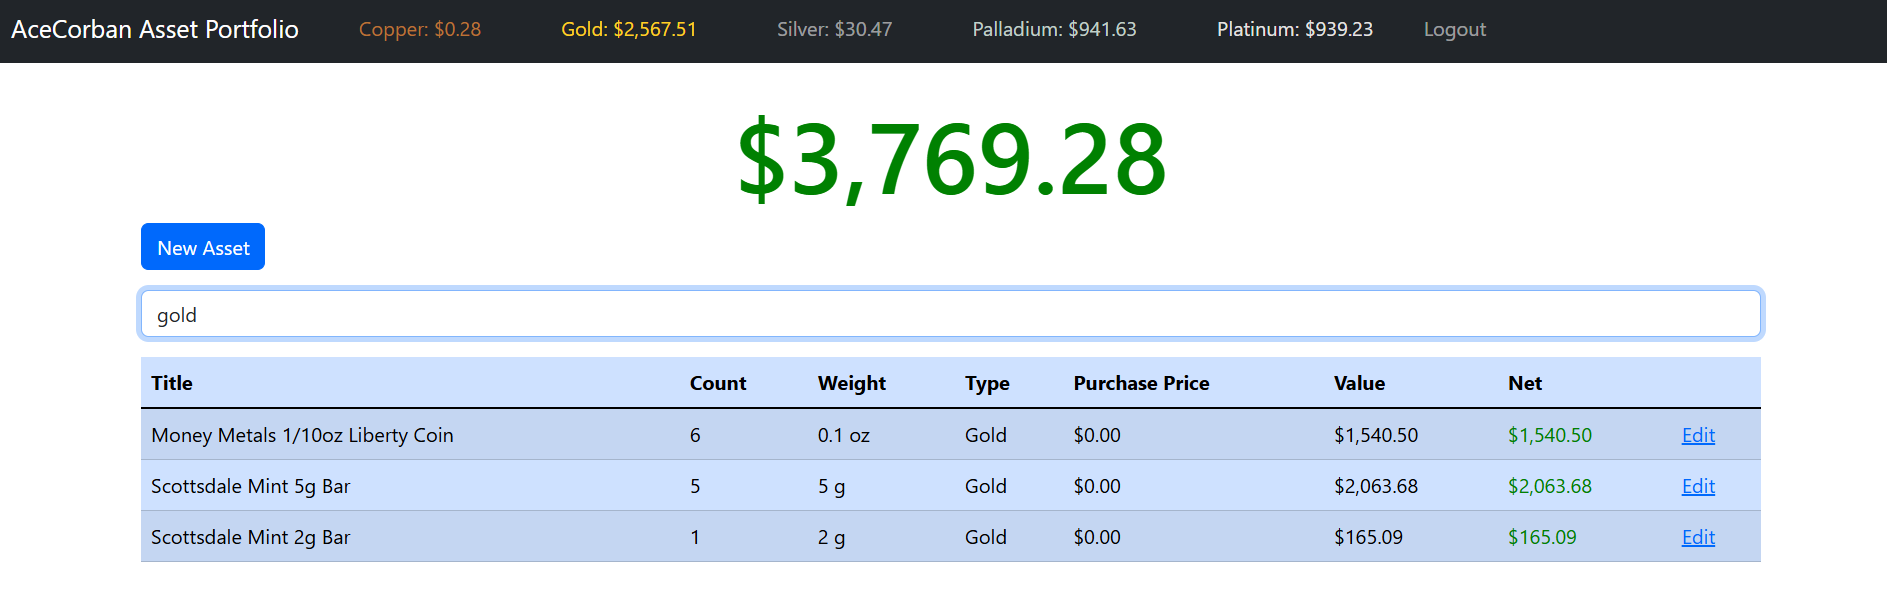 AceCorban Asset Portfolio Copper: $0.28 Gold: $2,567.51 Silver: $30.47 Palladium: $941.63 Platinum: $939.23 Logout
$3,769.28
New Asset
gold
Title Count Weight Type Purchase Price Value Net
Money Metals 1/10oz Liberty Coin 6 0.1 oz Gold $0.00 $1,540.50 $1,540.50 Edit
Scottsdale Mint 5g Bar 5 5 g Gold $0.00 $2,063.68 $2,063.68 Edit
Scottsdale Mint 2g Bar 1 2 g Gold $0.00 $165.09 $165.09 Edit